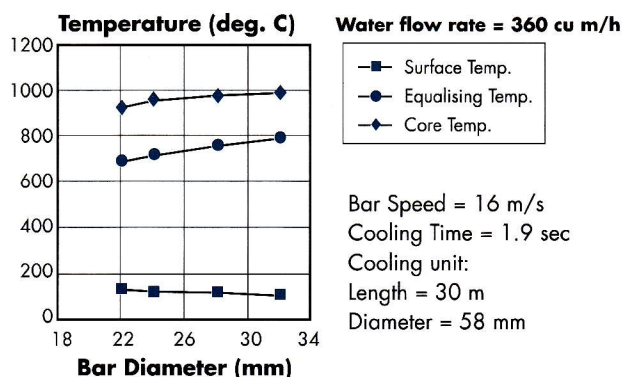 Temperature (deg. C)
Water flow rate = 360 cu m/h
1200
1000
800
600
400
200
0
18 22 26 30 34
Bar Diameter (mm)
Surface Temp.
Equalising Temp.
Core Temp.
Bar Speed = 16 m/s
Cooling Time = 1.9 sec
Cooling unit:
Length = 30 m
Diameter = 58 mm